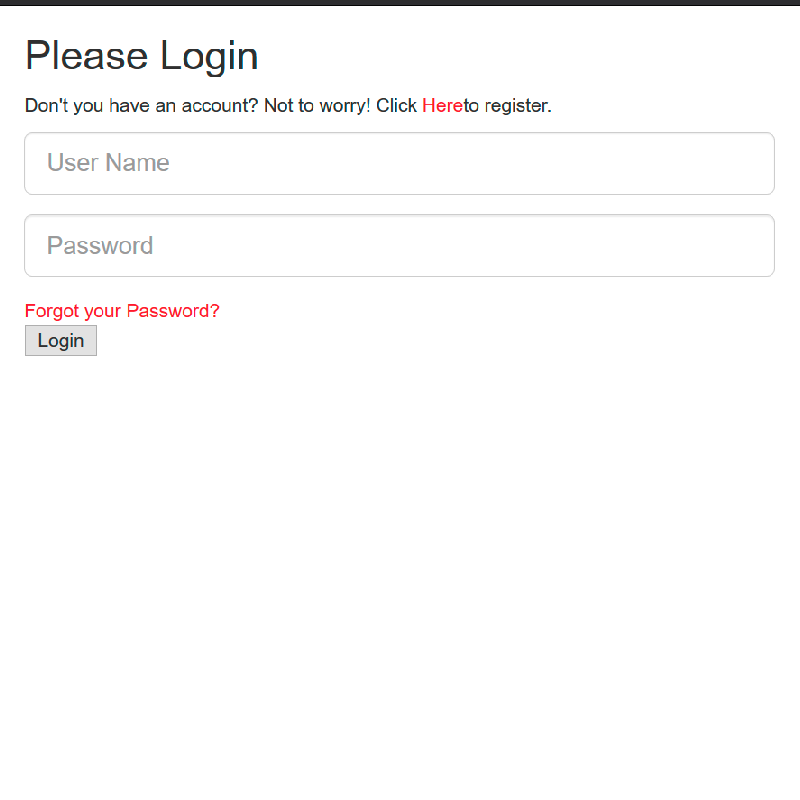 Please Login
Don't you have an account? Not to worry! Click Hereto register.
User Name
Password
Forgot your Password?
Login